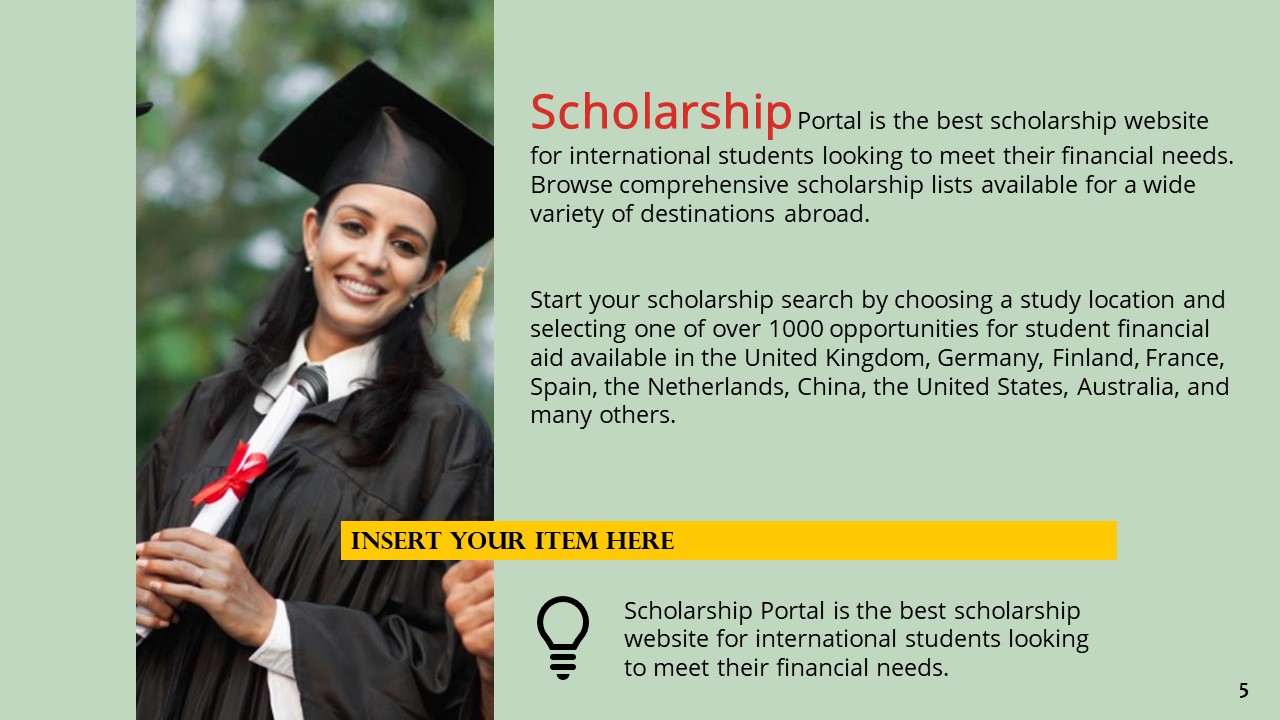 Scholarship Portal is the best scholarship website
for international students looking to meet their financial needs.
Browse comprehensive scholarship lists available for a wide
variety of destinations abroad.
Start your scholarship search by choosing a study location and
selecting one of over 1000 opportunities for student financial
aid available in the United Kingdom, Germany, Finland, France,
Spain, the Netherlands, China, the United States, Australia, and
many others.
INSERT YOUR ITEM HERE
Scholarship Portal is the best scholarship
website for international students looking
to meet their financial needs.
5